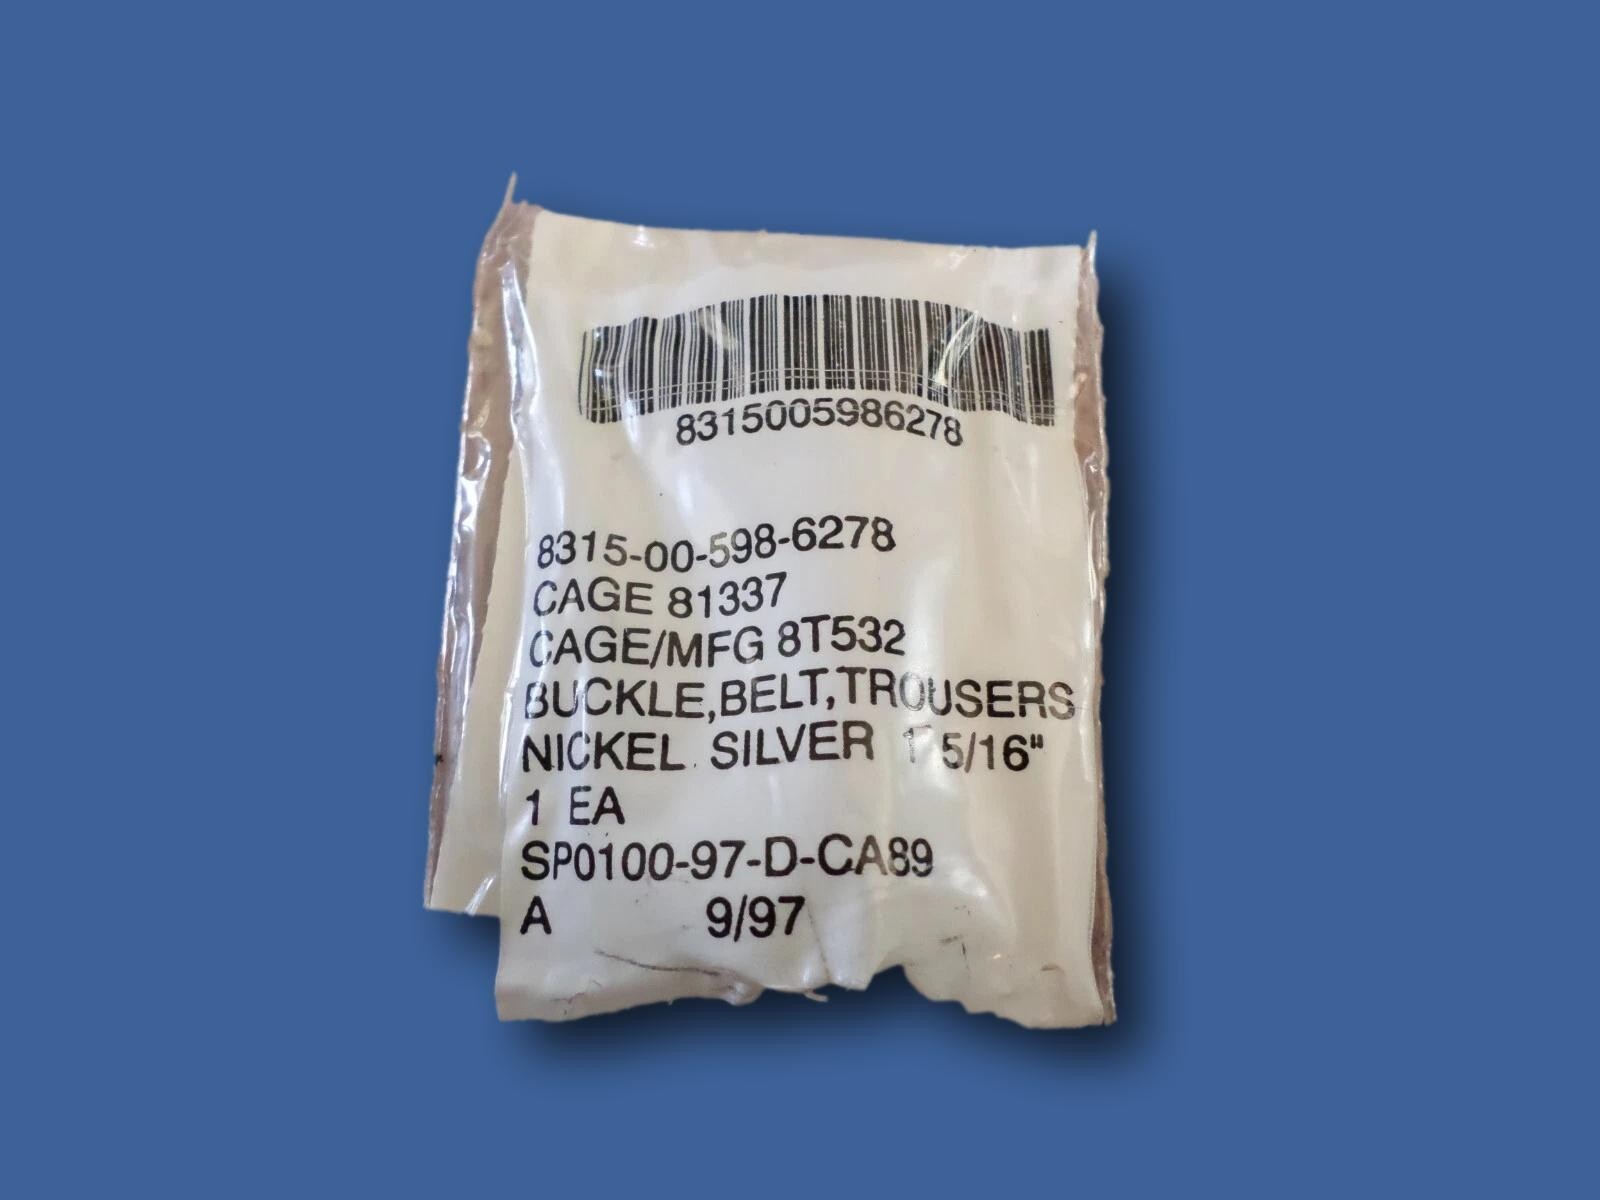 8315005986278
8315-00-598-6278
CAGE 81337
CAGE/MFG 8T532
BUCKLE,BELT,TROUSERS
NICKEL SILVER 1 5/16"
1 EA
SP0100-97-D-CA89
A 9/97